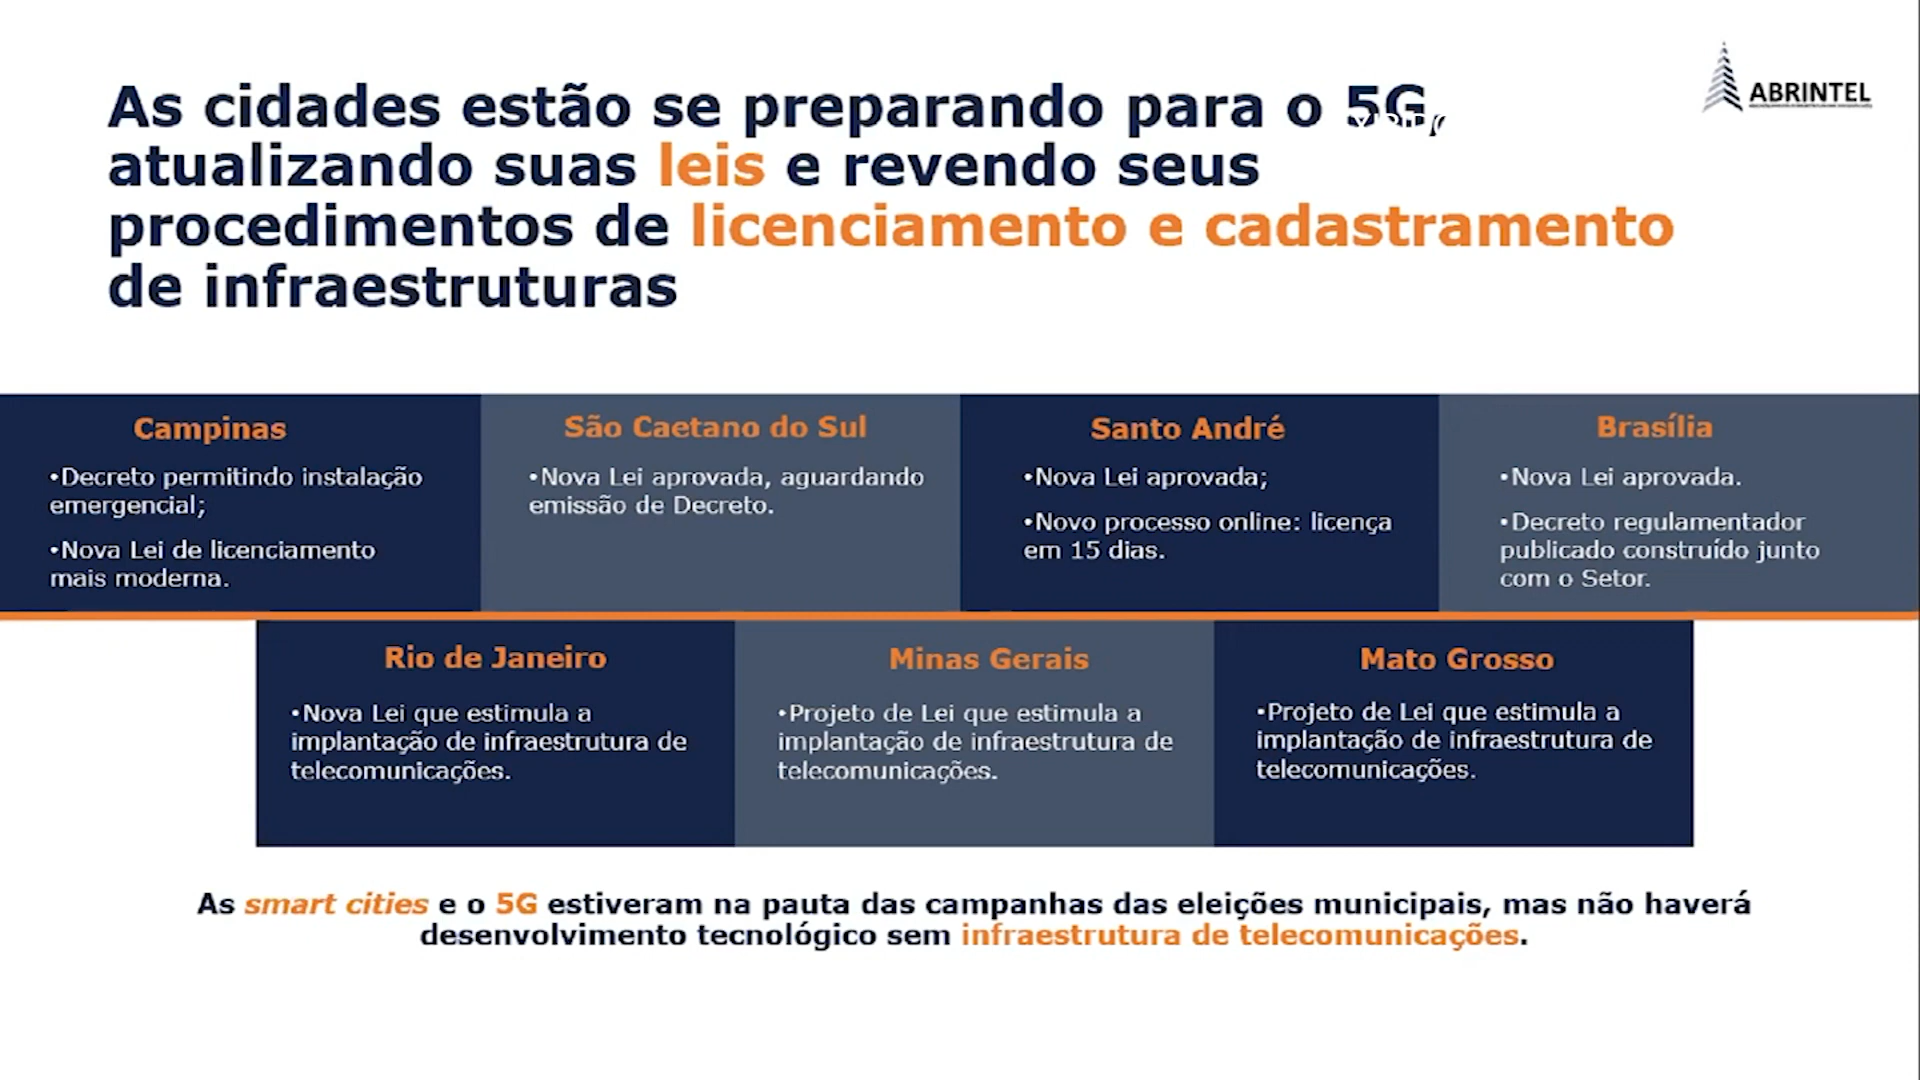 As cidades estão se preparando para o 5G,
atualizando suas leis e revendo seus
procedimentos de licenciamento e cadastramento
de infraestruturas
ABRINTEL
Campinas
•Decreto permitindo instalação
emergencial;
•Nova Lei de licenciamento
mais moderna.
São Caetano do Sul
•Nova Lei aprovada, aguardando
emissão de Decreto.
Santo André
•Nova Lei aprovada;
•Novo processo online: licença
em 15 dias.
Brasília
•Nova Lei aprovada.
•Decreto regulamentador
publicado construído junto
com o Setor.
Rio de Janeiro
•Nova Lei que estimula a
implantação de infraestrutura de
telecomunicações.
Minas Gerais
•Projeto de Lei que estimula a
implantação de infraestrutura de
telecomunicações.
Mato Grosso
•Projeto de Lei que estimula a
implantação de infraestrutura de
telecomunicações.
As smart cities e o 5G estiveram na pauta das campanhas das eleições municipais, mas não haverá
desenvolvimento tecnológico sem infraestrutura de telecomunicações.